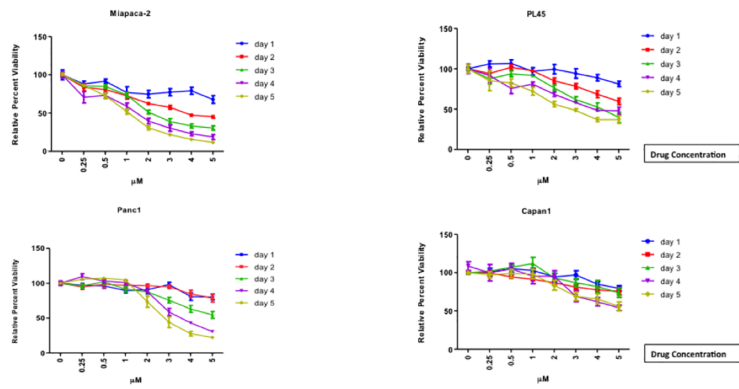 Miapaca-2
Relative Percent Viability
150
100
50
0
0
0.25
0.5
1
2
3
4
5
µM
day 1
day 2
day 3
day 4
day 5
PL45
Relative Percent Viability
150
100
50
0
0
0.25
0.5
1
2
3
4
5
µM
day 1
day 2
day 3
day 4
day 5
Drug Concentration
Panc1
Relative Percent Viability
150
100
50
0
0
0.25
0.5
1
2
3
4
5
µM
day 1
day 2
day 3
day 4
day 5
Capan1
Relative Percent Viability
150
100
50
0
0
0.25
0.5
1
2
3
4
5
µM
day 1
day 2
day 3
day 4
day 5
Drug Concentration